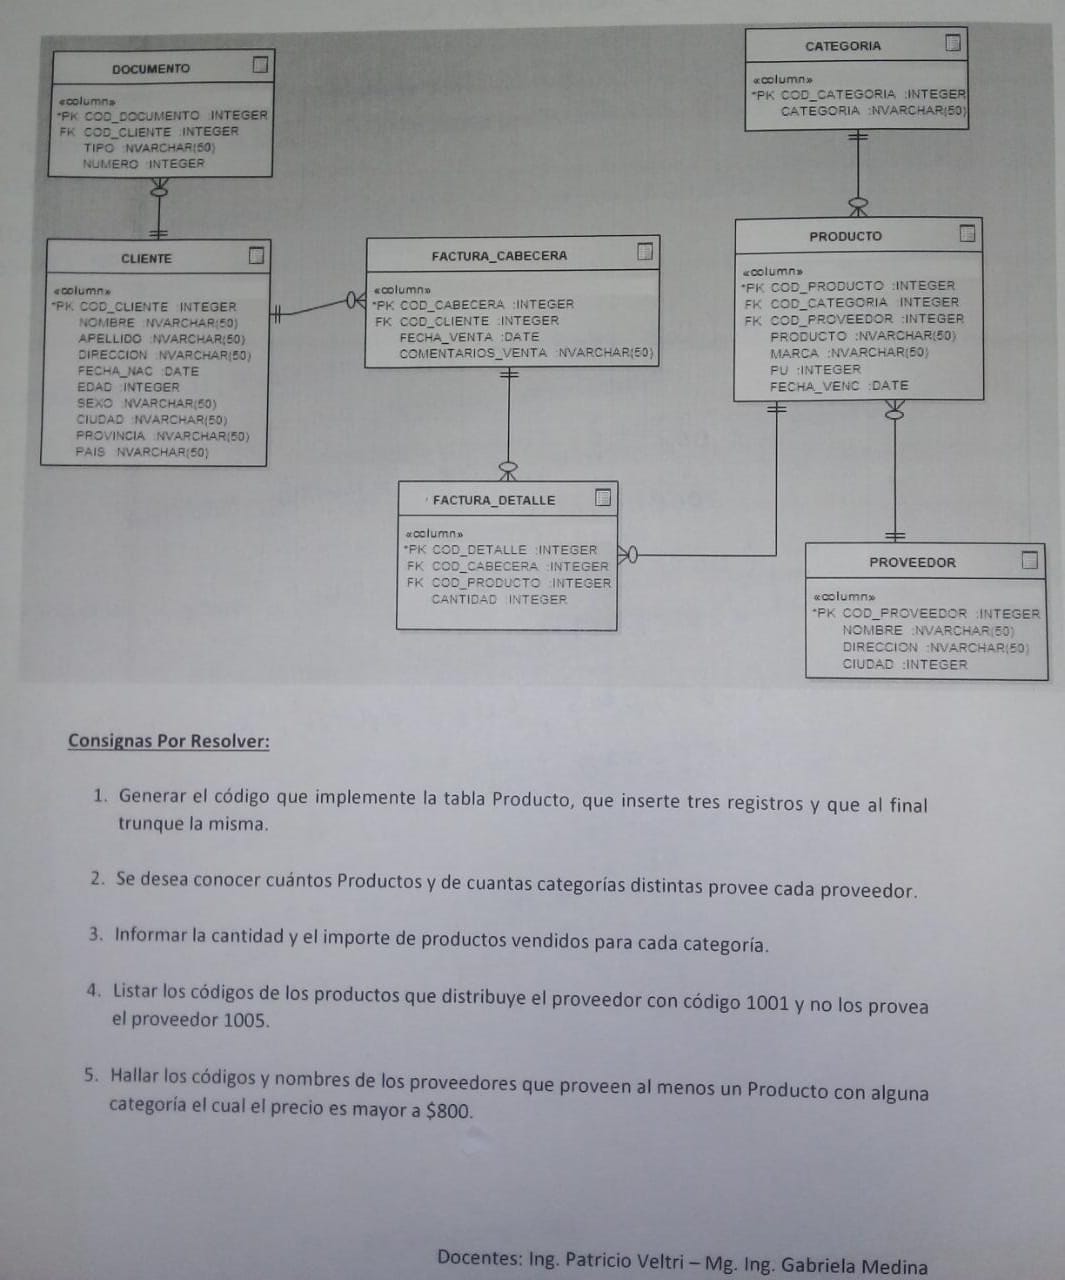 DOCUMENTO
«column»
*PK COD_DOCUMENTO :INTEGER
FK COD_CLIENTE :INTEGER
TIPO :NVARCHAR(50)
NUMERO :INTEGER
CLIENTE
«column»
*PK COD_CLIENTE :INTEGER
NOMBRE :NVARCHAR(50)
APELLIDO :NVARCHAR(50)
DIRECCION :NVARCHAR(50)
FECHA_NAC :DATE
EDAD :INTEGER
SEXO :NVARCHAR(50)
CIUDAD :NVARCHAR(50)
PROVINCIA :NVARCHAR(50)
PAIS :NVARCHAR(50)
FACTURA_CABECERA
«column»
*PK COD_CABECERA :INTEGER
FK COD_CLIENTE :INTEGER
FECHA_VENTA :DATE
COMENTARIOS_VENTA :NVARCHAR(50)
FACTURA_DETALLE
«column»
*PK COD_DETALLE :INTEGER
FK COD_CABECERA :INTEGER
FK COD_PRODUCTO :INTEGER
CANTIDAD :INTEGER
CATEGORIA
«column»
*PK COD_CATEGORIA :INTEGER
CATEGORIA :NVARCHAR(50)
PRODUCTO
«column»
*PK COD_PRODUCTO :INTEGER
FK COD_CATEGORIA :INTEGER
FK COD_PROVEEDOR :INTEGER
PRODUCTO :NVARCHAR(50)
MARCA :NVARCHAR(50)
PU :INTEGER
FECHA_VENC :DATE
PROVEEDOR
«column»
*PK COD_PROVEEDOR :INTEGER
NOMBRE :NVARCHAR(50)
DIRECCION :NVARCHAR(50)
CIUDAD :INTEGER
Consignas Por Resolver:
1. Generar el código que implemente la tabla Producto, que inserte tres registros y que al final
trunque la misma.
2. Se desea conocer cuántos Productos y de cuantas categorías distintas provee cada proveedor.
3. Informar la cantidad y el importe de productos vendidos para cada categoría.
4. Listar los códigos de los productos que distribuye el proveedor con código 1001 y no los provea
el proveedor 1005.
5. Hallar los códigos y nombres de los proveedores que proveen al menos un Producto con alguna
categoría el cual el precio es mayor a $800.
Docentes: Ing. Patricio Veltri – Mg. Ing. Gabriela Medina